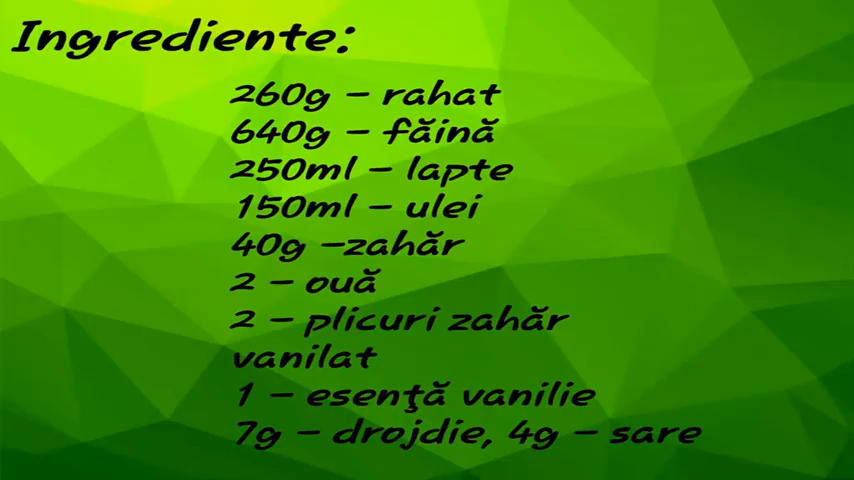 Ingrediente:
260g – rahat
640g – făină
250ml – lapte
150ml – ulei
40g –zahăr
2 – ouă
2 – plicuri zahăr
vanilat
1 – esenţă vanilie
7g – drojdie, 4g – sare